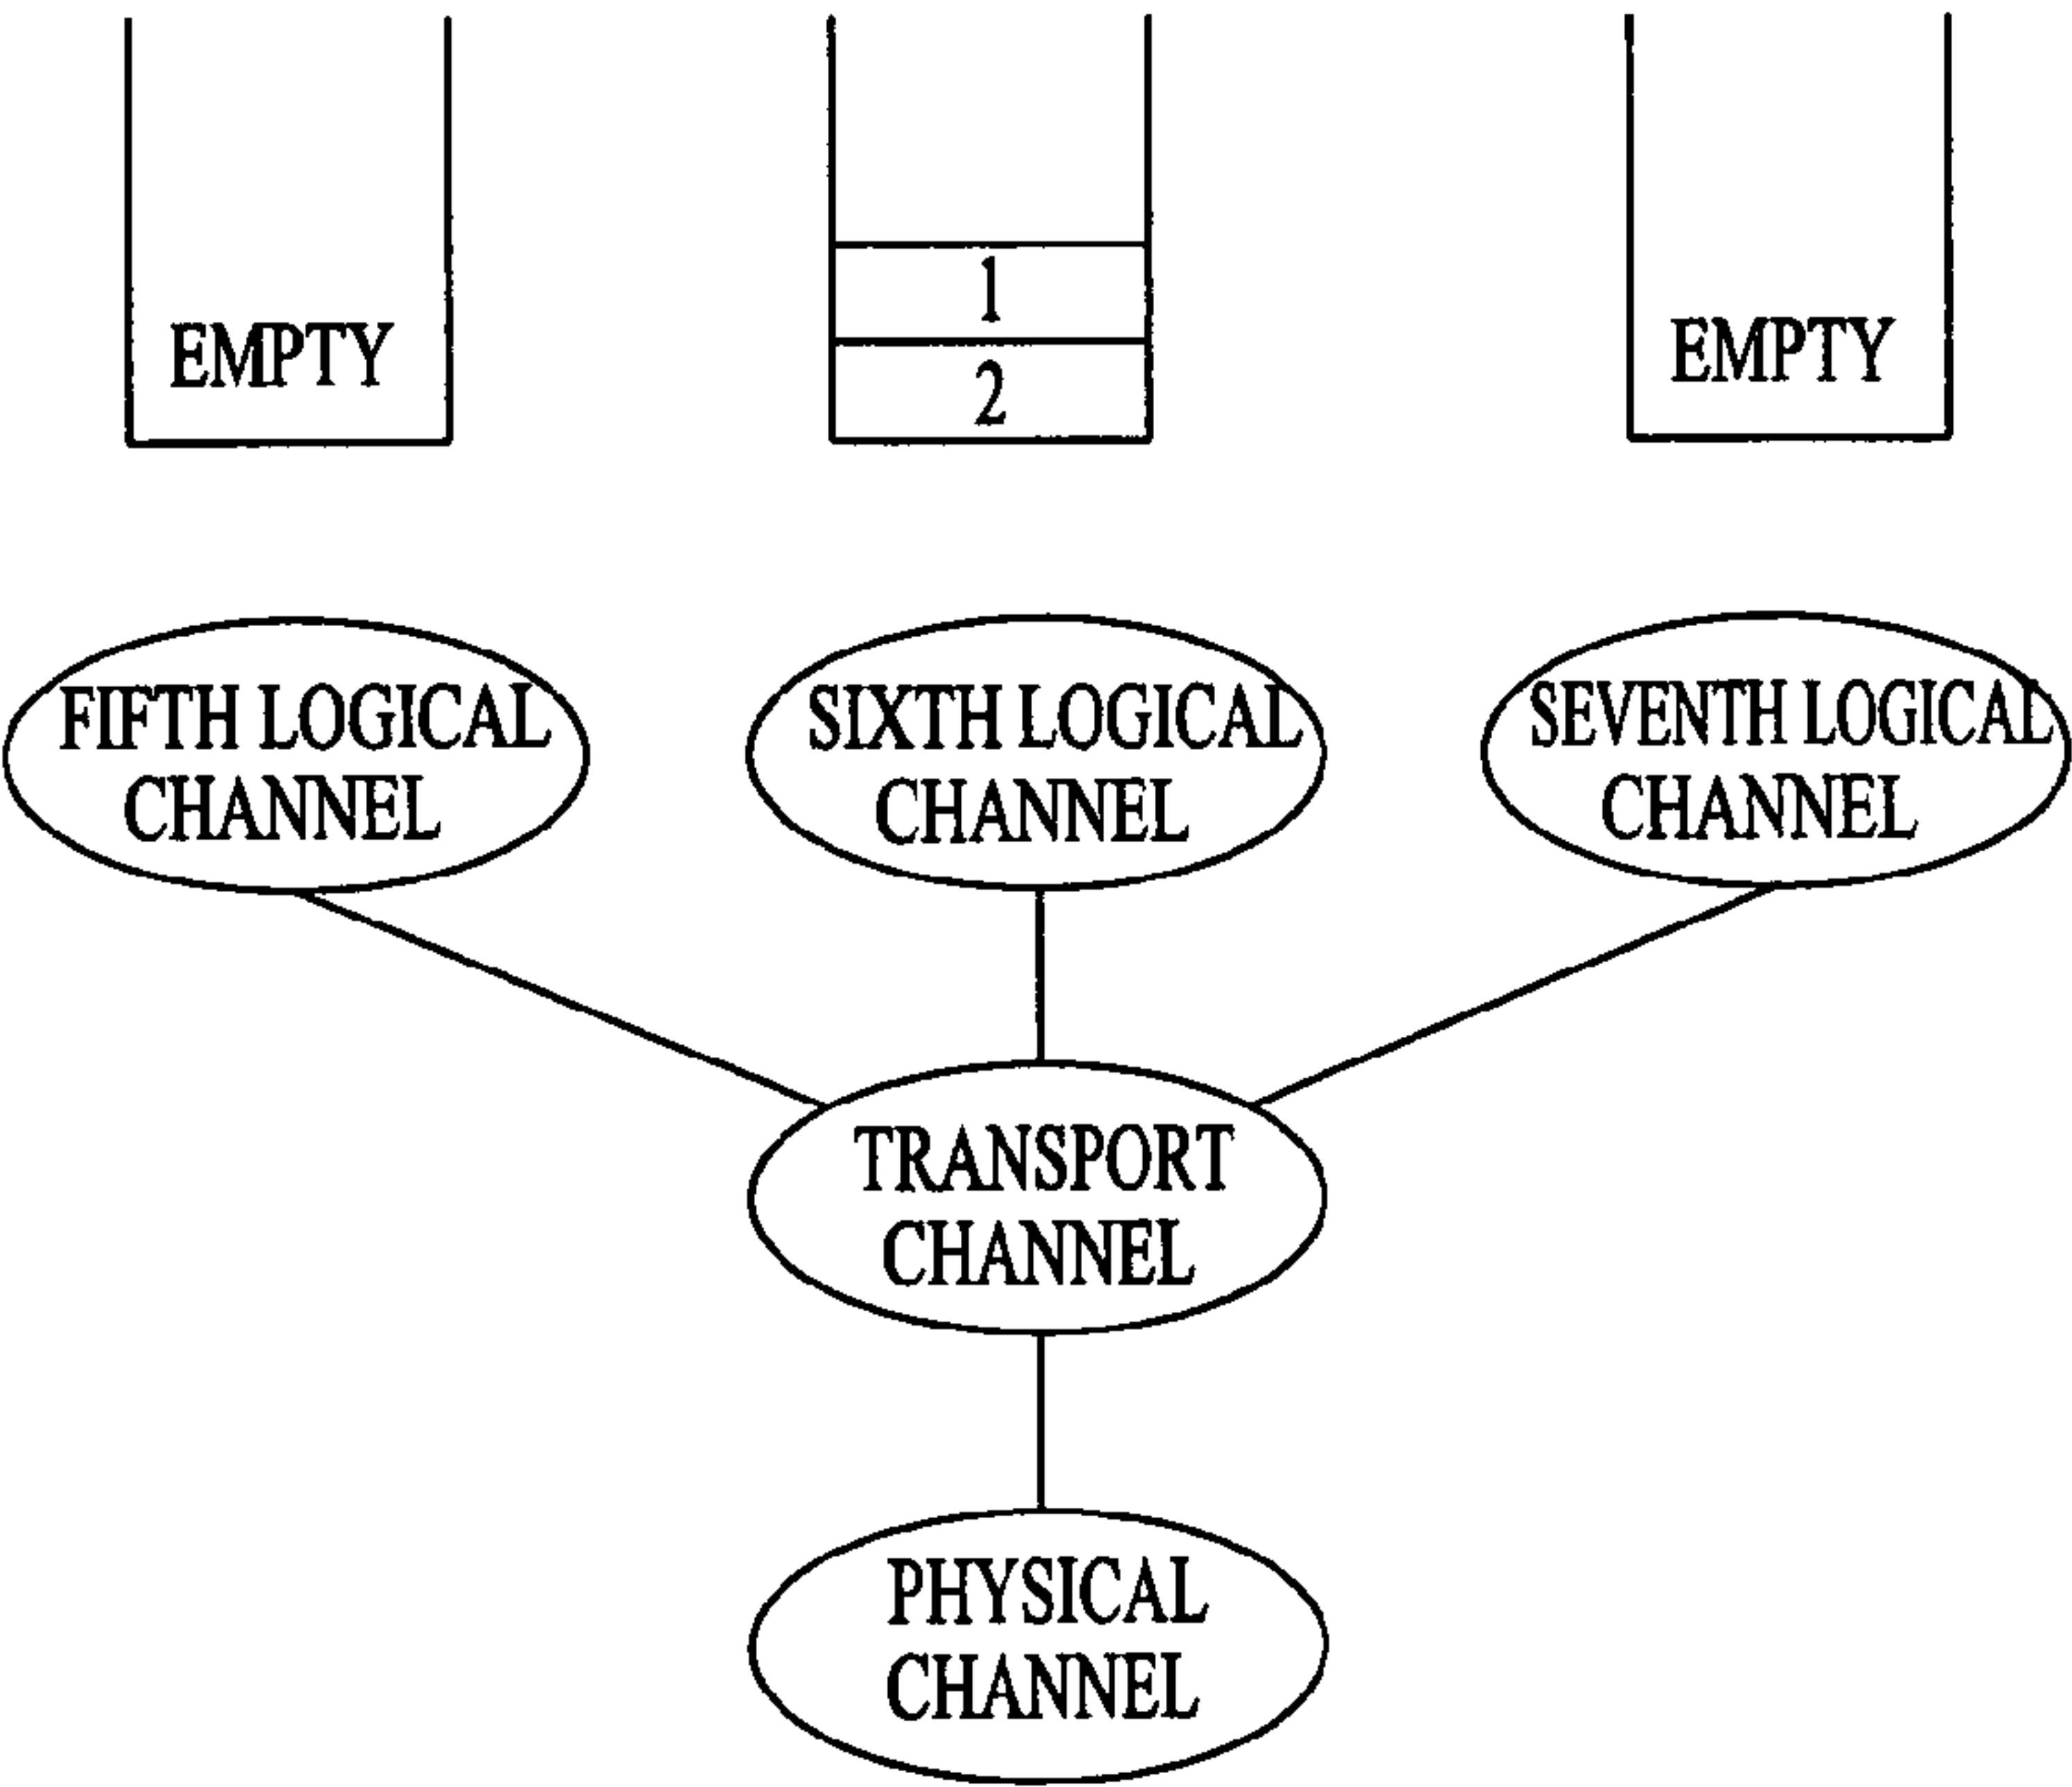 1
EMPTY
2
EMPTY
FIFTH LOGICAL
CHANNEL
SIXTH LOGICAL
CHANNEL
SEVENTH LOGICAL
CHANNEL
TRANSPORT
CHANNEL
PHYSICAL
CHANNEL